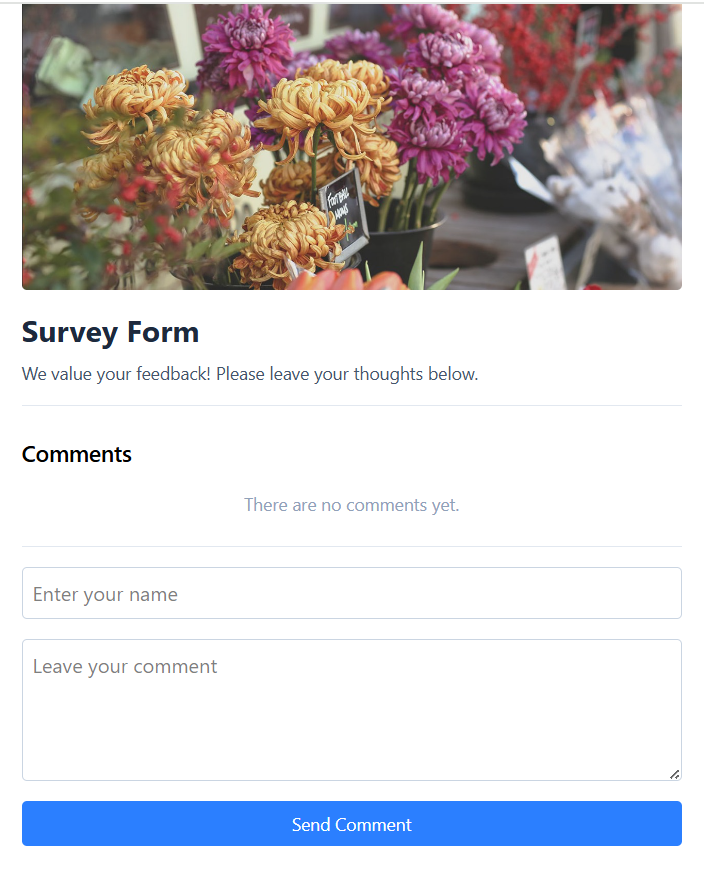 FOOTBALL
MUMS
Survey Form
We value your feedback! Please leave your thoughts below.
Comments
There are no comments yet.
Enter your name
Leave your comment
Send Comment